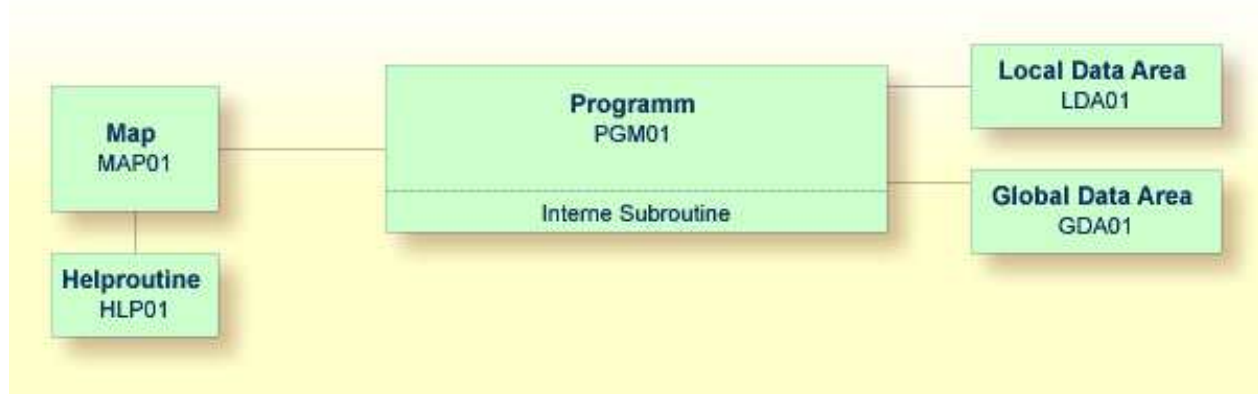 Map
MAP01
Helproutine
HLP01
Programm
PGM01
Interne Subroutine
Local Data Area
LDA01
Global Data Area
GDA01